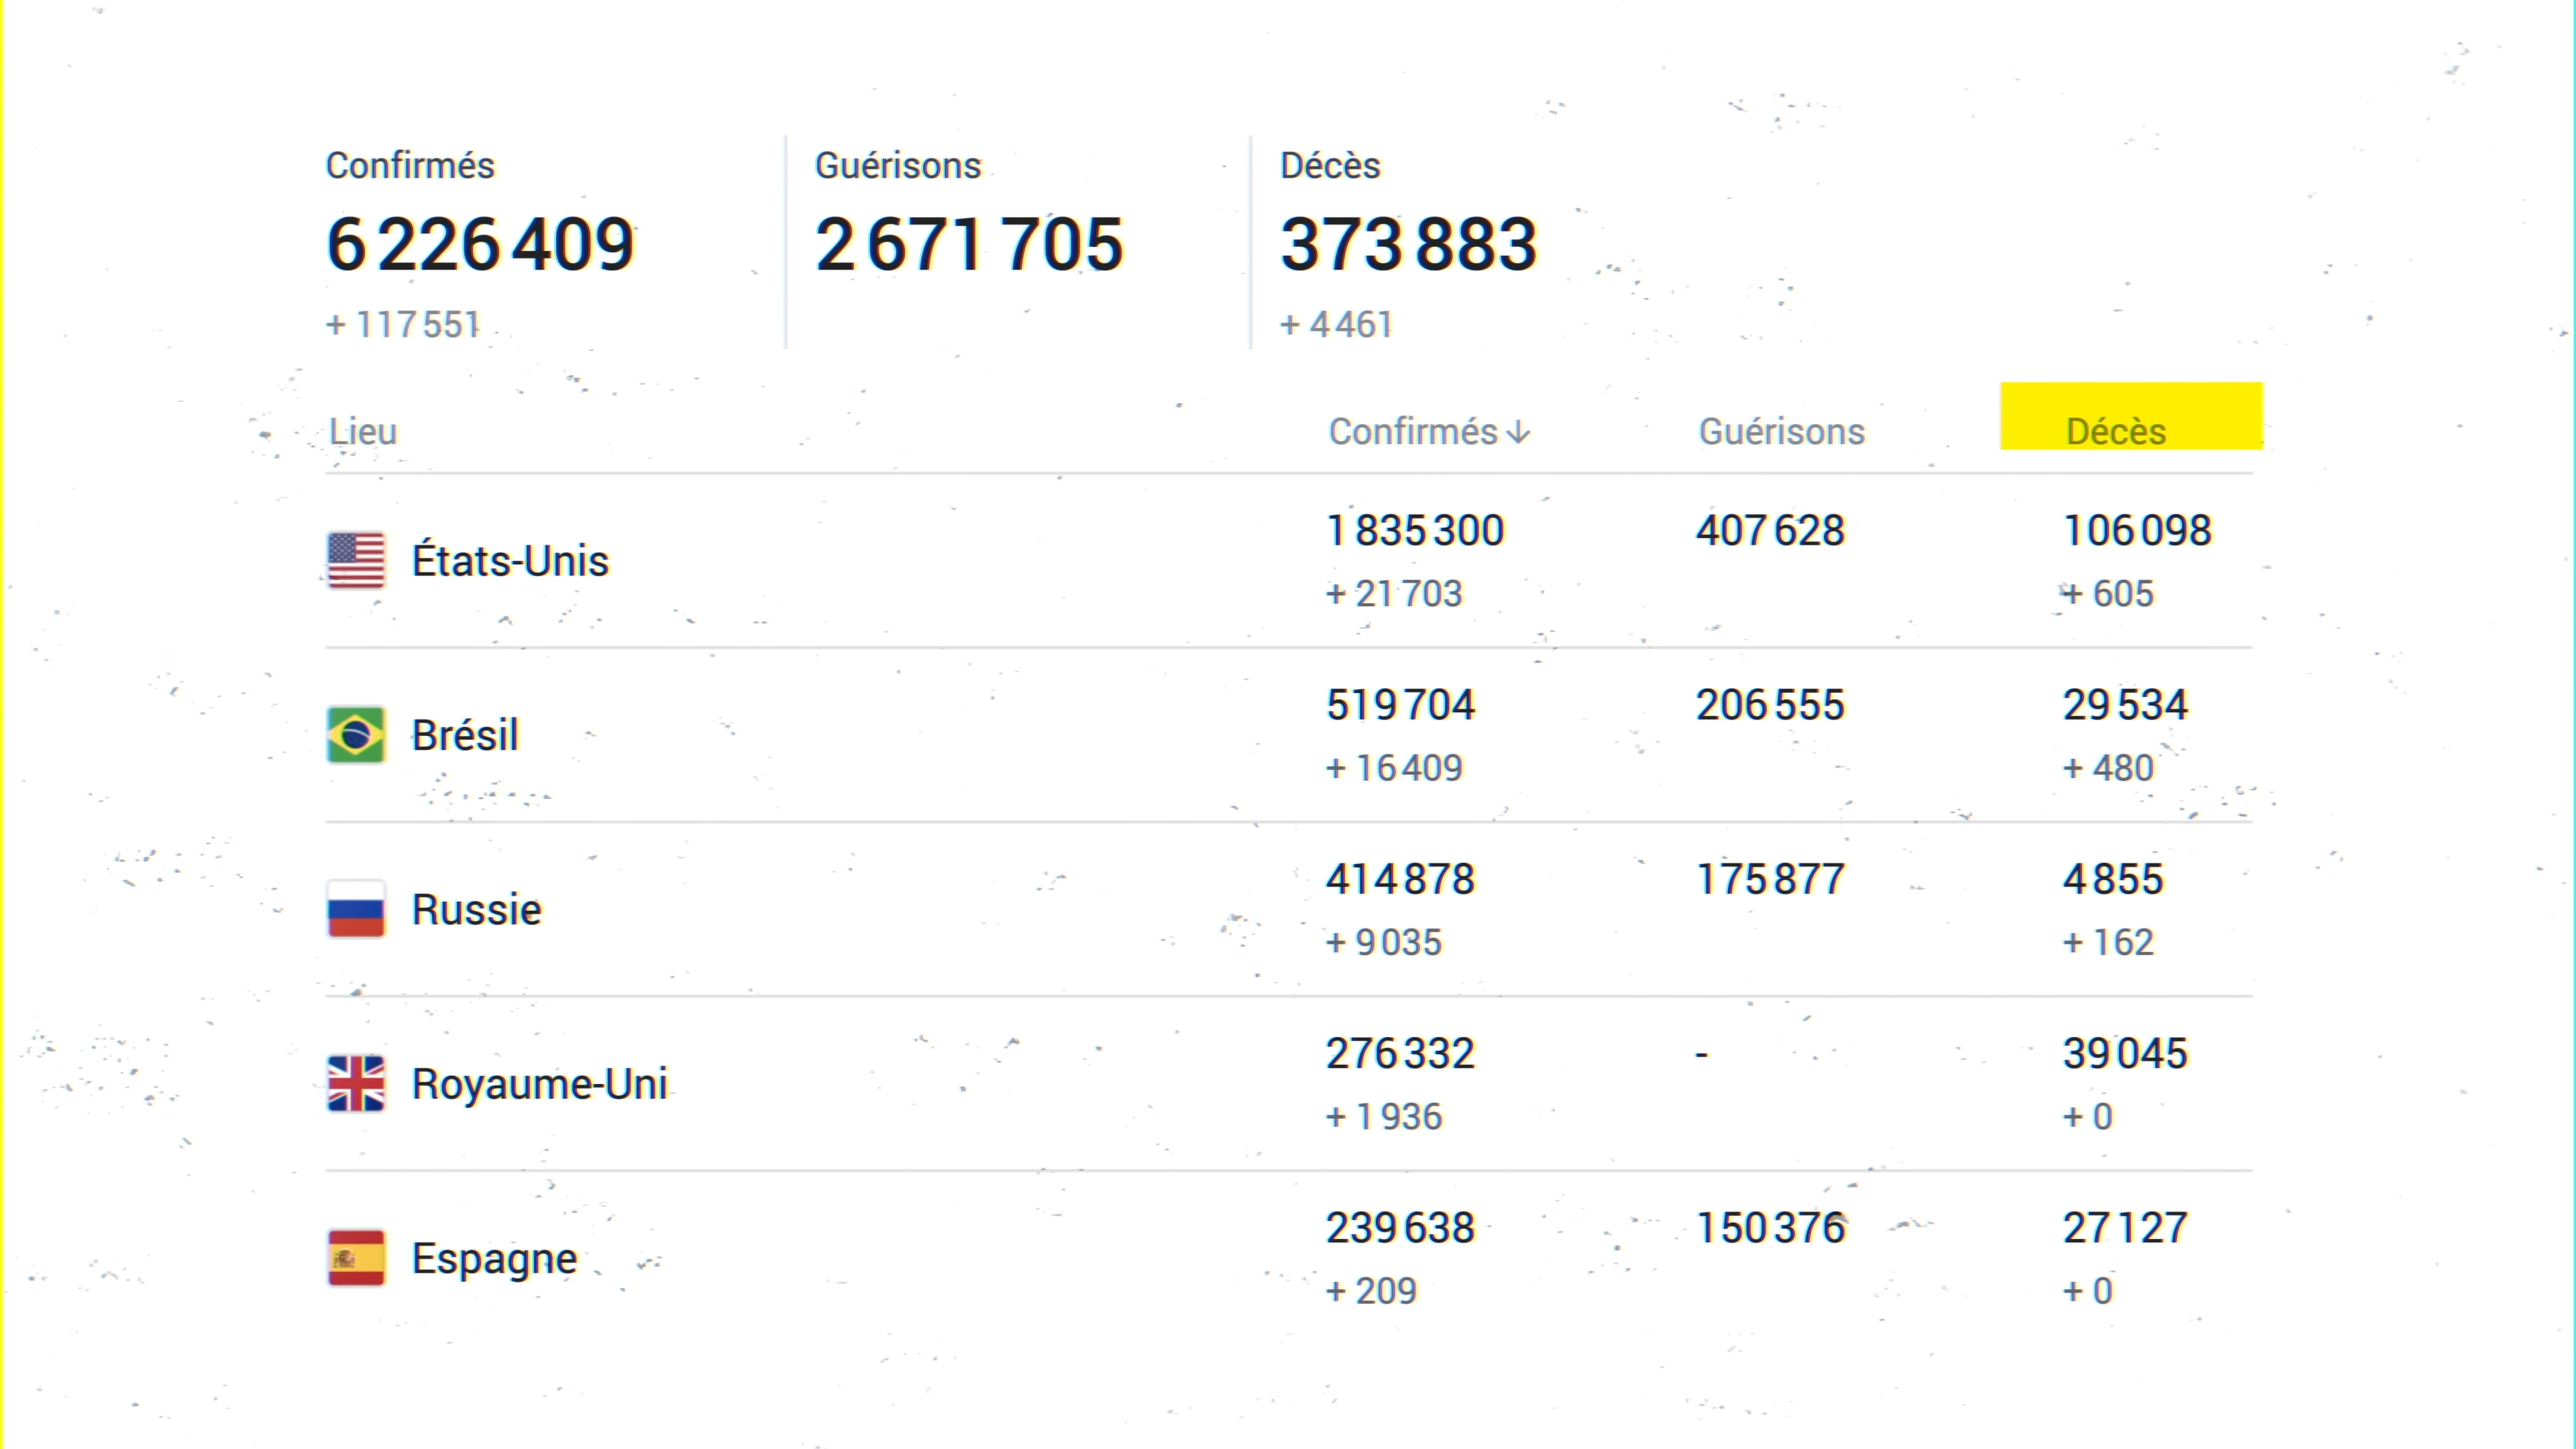 Confirmés Guérisons Décès
6 226 409 2 671 705 373 883
+ 117 551 + 4 461
Lieu Confirmés ↓ Guérisons Décès
États-Unis 1 835 300 407 628 106 098
+ 21 703 + 605
Brésil 519 704 206 555 29 534
+ 16 409 + 480
Russie 414 878 175 877 4 855
+ 9 035 + 162
Royaume-Uni 276 332 - 39 045
+ 1 936 + 0
Espagne 239 638 150 376 27 127
+ 209 + 0